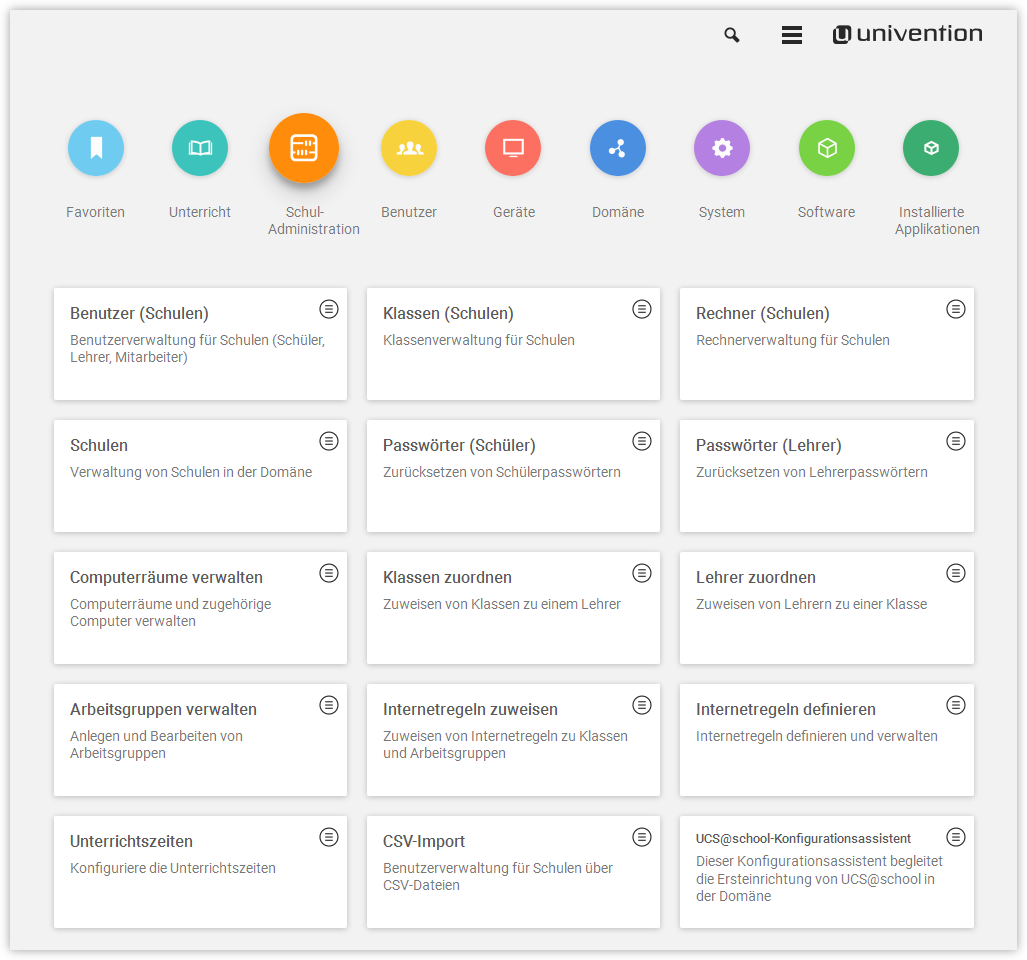 univention
Favoriten
Unterricht
Schul-
Administration
Benutzer
Geräte
Domäne
System
Software
Installierte
Applikationen
Benutzer (Schulen)
Benutzerverwaltung für Schulen (Schüler,
Lehrer, Mitarbeiter)
Klassen (Schulen)
Klassenverwaltung für Schulen
Rechner (Schulen)
Rechnerverwaltung für Schulen
Schulen
Verwaltung von Schulen in der Domäne
Passwörter (Schüler)
Zurücksetzen von Schülerpasswörtern
Passwörter (Lehrer)
Zurücksetzen von Lehrerpasswörtern
Computerräume verwalten
Computerräume und zugehörige
Computer verwalten
Klassen zuordnen
Zuweisen von Klassen zu einem Lehrer
Lehrer zuordnen
Zuweisen von Lehrern zu einer Klasse
Arbeitsgruppen verwalten
Anlegen und Bearbeiten von
Arbeitsgruppen
Internetregeln zuweisen
Zuweisen von Internetregeln zu Klassen
und Arbeitsgruppen
Internetregeln definieren
Internetregeln definieren und verwalten
Unterrichtszeiten
Konfiguriere die Unterrichtszeiten
CSV-Import
Benutzerverwaltung für Schulen über
CSV-Dateien
UCS@school-Konfigurationsassistent
Dieser Konfigurationsassistent begleitet
die Ersteinrichtung von UCS@school in
der Domäne